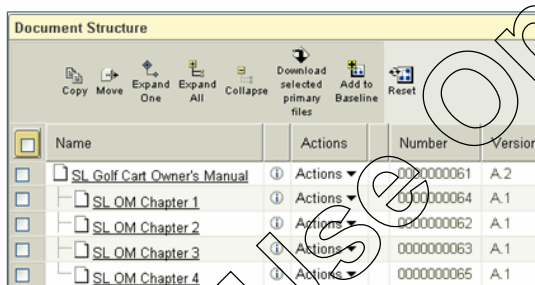 Document Structure
Copy Move Expand One Expand All Collapse Download selected primary files Add to Baseline Reset
Name Actions Number Version
SL Golf Cart Owner's Manual Actions 0000000061 A.2
SL OM Chapter 1 Actions 0000000064 A.1
SL OM Chapter 2 Actions 0000000062 A.1
SL OM Chapter 3 Actions 0000000063 A.1
SL OM Chapter 4 Actions 0000000065 A.1
Use On